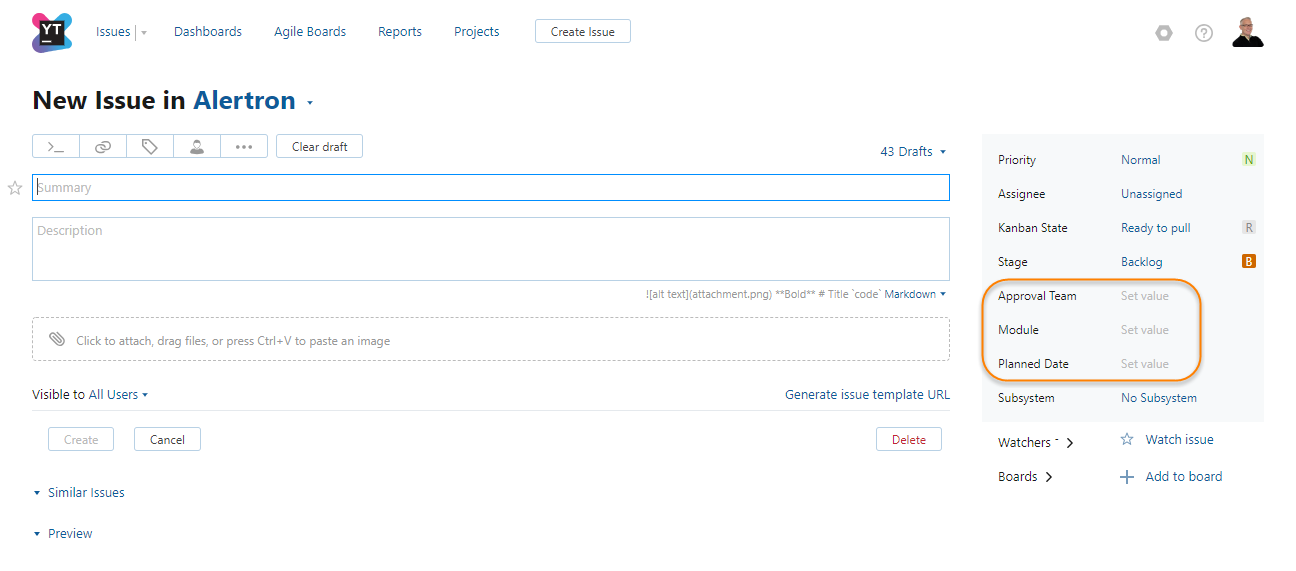 YT
Issues Dashboards Agile Boards Reports Projects Create Issue
New Issue in Alertron
>_ Clear draft
43 Drafts
Summary
Description
![alt text](attachment.png) **Bold** # Title `code` Markdown
Click to attach, drag files, or press Ctrl+V to paste an image
Visible to All Users Generate issue template URL
Create Cancel Delete
Similar Issues
Preview
Priority Normal N
Assignee Unassigned
Kanban State Ready to pull R
Stage Backlog B
Approval Team Set value
Module Set value
Planned Date Set value
Subsystem No Subsystem
Watchers - Watch issue
Boards Add to board